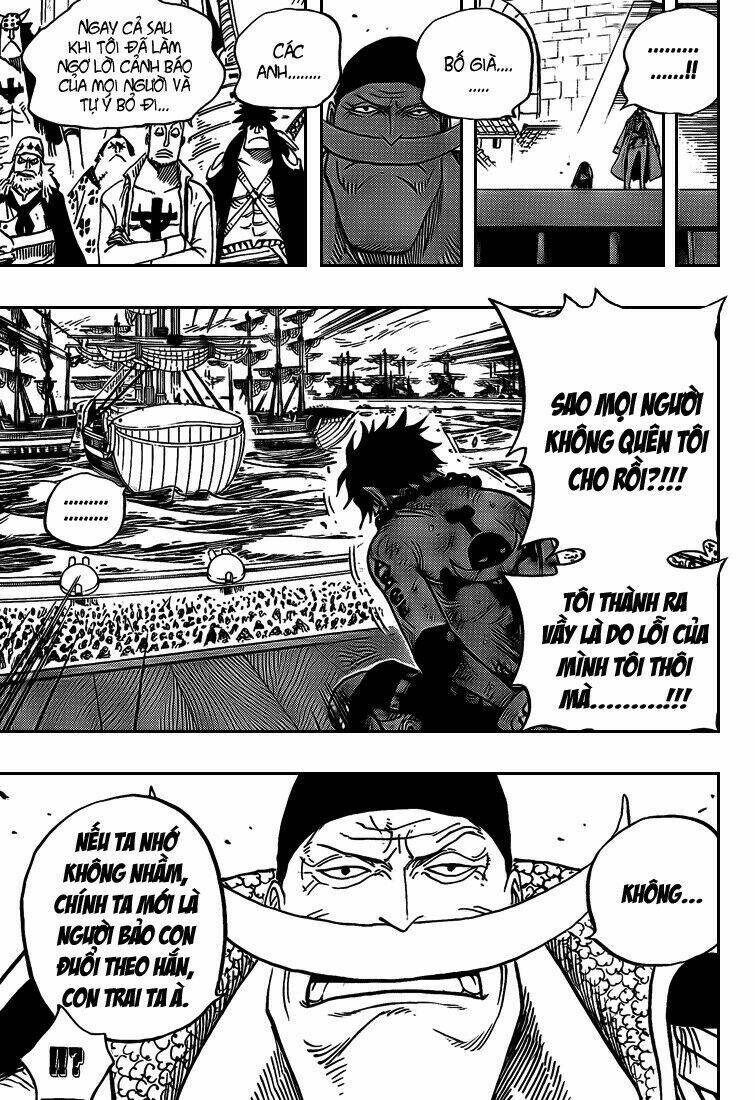 ...........
.......!!
BỐ GIÀ....
......
CÁC
ANH........
NGAY CẢ SAU
KHI TÔI ĐÃ LÀM
NGƠ LỜI CẢNH BÁO
CỦA MỌI NGƯỜI VÀ
TỰ Ý BỎ ĐI...
SAO MỌI NGƯỜI
KHÔNG QUÊN TÔI
CHO RỒI?!!!
TÔI THÀNH RA
VẦY LÀ DO LỖI CỦA
MÌNH TÔI THÔI
MÀ..........!!!
..........
..........
KHÔNG...
NẾU TA NHỚ
KHÔNG NHẦM,
CHÍNH TA MỚI LÀ
NGƯỜI BẢO CON
ĐUỔI THEO HẮN,
CON TRAI TA À.
!!?